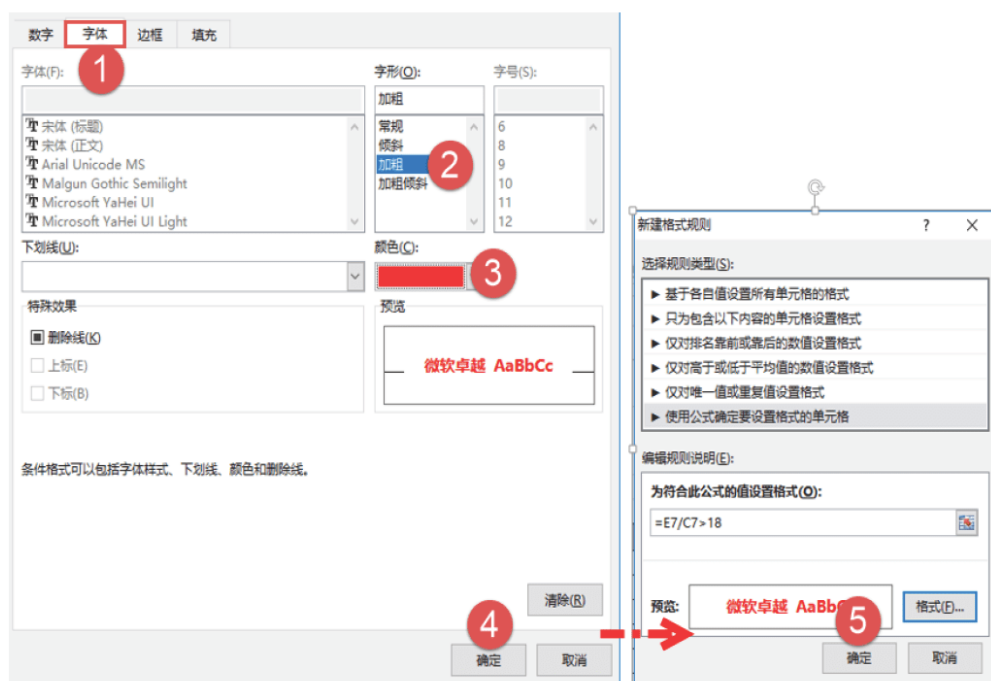 数字 字体 边框 填充
1
字体(F): 字形(O): 字号(S):
加粗
宋体 (标题) 常规 6
宋体 (正文) 倾斜 8
Arial Unicode MS 加粗 9
Malgun Gothic Semilight 加粗倾斜 10
Microsoft YaHei UI 11
Microsoft YaHei UI Light 12
2
下划线(U): 颜色(C):
3
特殊效果 预览
删除线(K)
上标(E)
下标(B)
微软卓越 AaBbCc
条件格式可以包括字体样式、下划线、颜色和删除线。
清除(R)
4
确定 取消
新建格式规则 ?
选择规则类型(S):
► 基于各自值设置所有单元格的格式
► 只为包含以下内容的单元格设置格式
► 仅对排名靠前或靠后的数值设置格式
► 仅对高于或低于平均值的数值设置格式
► 仅对唯一值或重复值设置格式
► 使用公式确定要设置格式的单元格
编辑规则说明(E):
为符合此公式的值设置格式(O):
=E7/C7>18
预览: 微软卓越 AaBb 格式(F)...
5
确定 取消